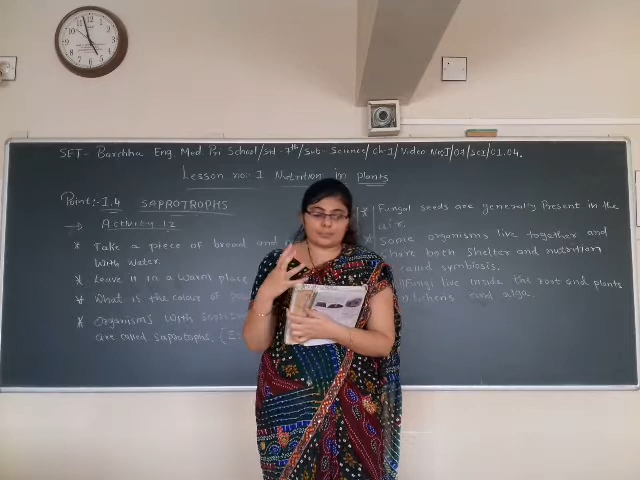 SET- Barchha Eng Med Pri School/Std-7th/Sub-Science/Ch-1/Video No:I/07/SCI/01.04.
Lesson no:-1 Nutrition in plants
Point:-1.4 SAPROTROPHS
→ Activity 1.2
* Take a piece of bread and
with water.
* Leave it in a warm place
* What is the colour of
* Organisms with
are called saprotrophs.
* Fungal seeds are generally Present in the
air.
* Some organisms live together and
share both shelter and nutrition
called symbiosis.
Fungi live inside the root and plants
and alga.